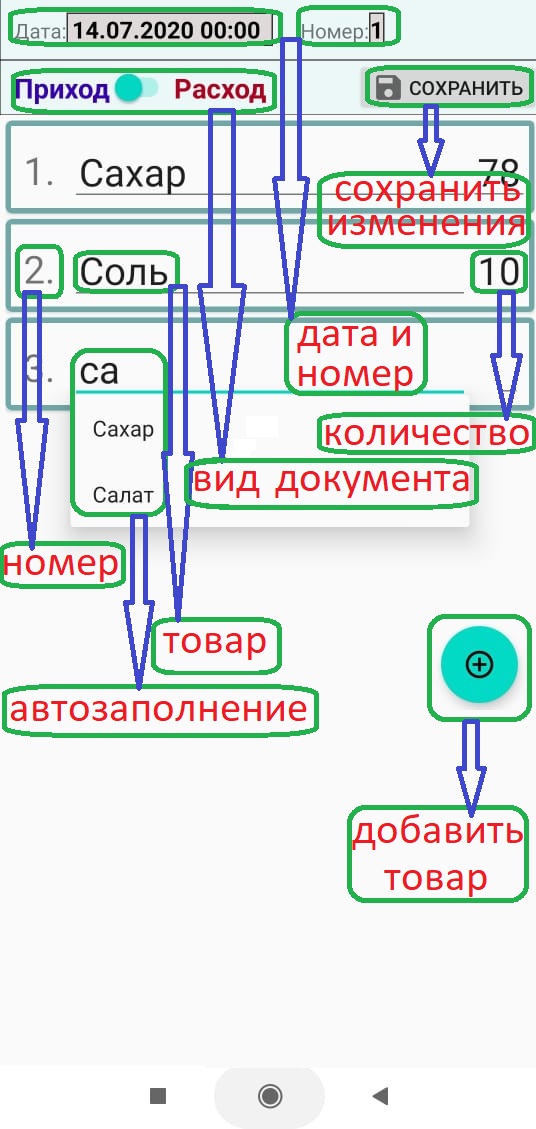 Дата: 14.07.2020 00:00 Номер: 1
Приход Расход СОХРАНИТЬ
1. Сахар 78
сохранить
изменения
2. Соль 10
дата и
номер
3. са
Сахар
количество
вид документа
Салат
номер
товар
автозаполнение
добавить
товар